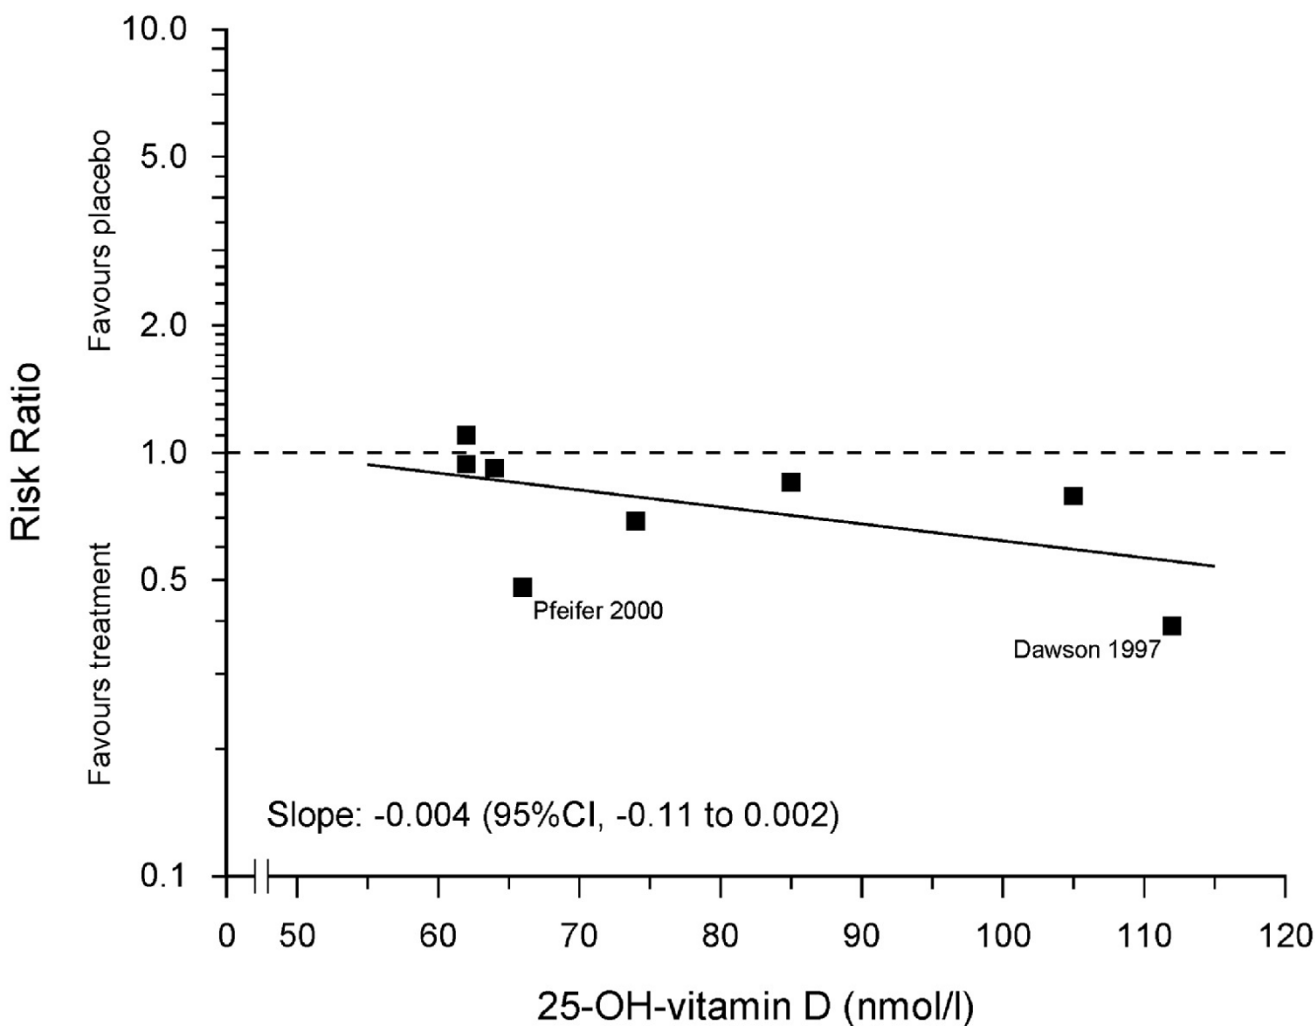 10.0
5.0
2.0
1.0
0.5
0.1
Risk Ratio
Favours placebo
Favours treatment
Pfeifer 2000
Dawson 1997
Slope: -0.004 (95%CI, -0.11 to 0.002)
0 50 60 70 80 90 100 110 120
25-OH-vitamin D (nmol/l)